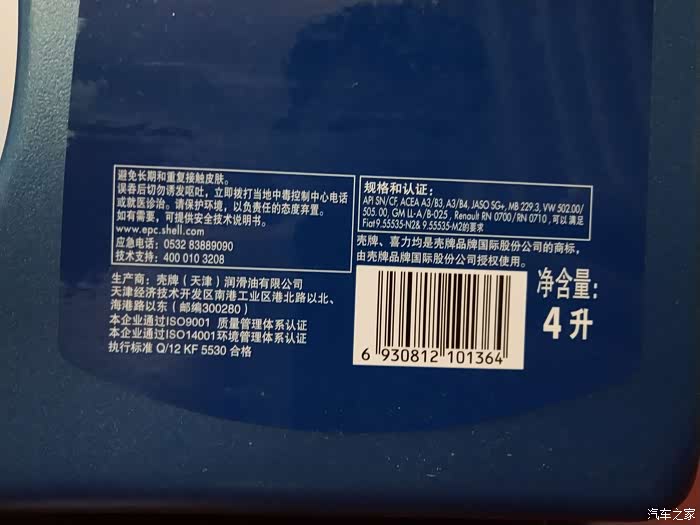 避免长期和重复接触皮肤。
误吞后切勿诱发呕吐，立即拨打当地中毒控制中心电话
或就医诊治。请保护环境，以负责任的态度弃置。
如有需要，可提供安全技术说明书。
www.epc.shell.com
应急电话：0532 83889090
技术支持：400 010 3208
生产商：壳牌（天津）润滑油有限公司
天津经济技术开发区南港工业区港北路以北、
海港路以东（邮编300280）
本企业通过ISO9001 质量管理体系认证
本企业通过ISO14001环境管理体系认证
执行标准 Q/12 KF 5530 合格
规格和认证：
API SN/CF, ACEA A3/B3, A3/B4, JASO SG+, MB 229.3, VW 502.00/
505.00, GM LL-A/B-025, Renault RN 0700/RN 0710，可以满足
Fiat 9.55535-N2& 9.55535-M2的要求
壳牌、喜力均是壳牌品牌国际股份公司的商标，
由壳牌品牌国际股份公司授权使用。
6 930812 101364
净含量：
4升
汽车之家